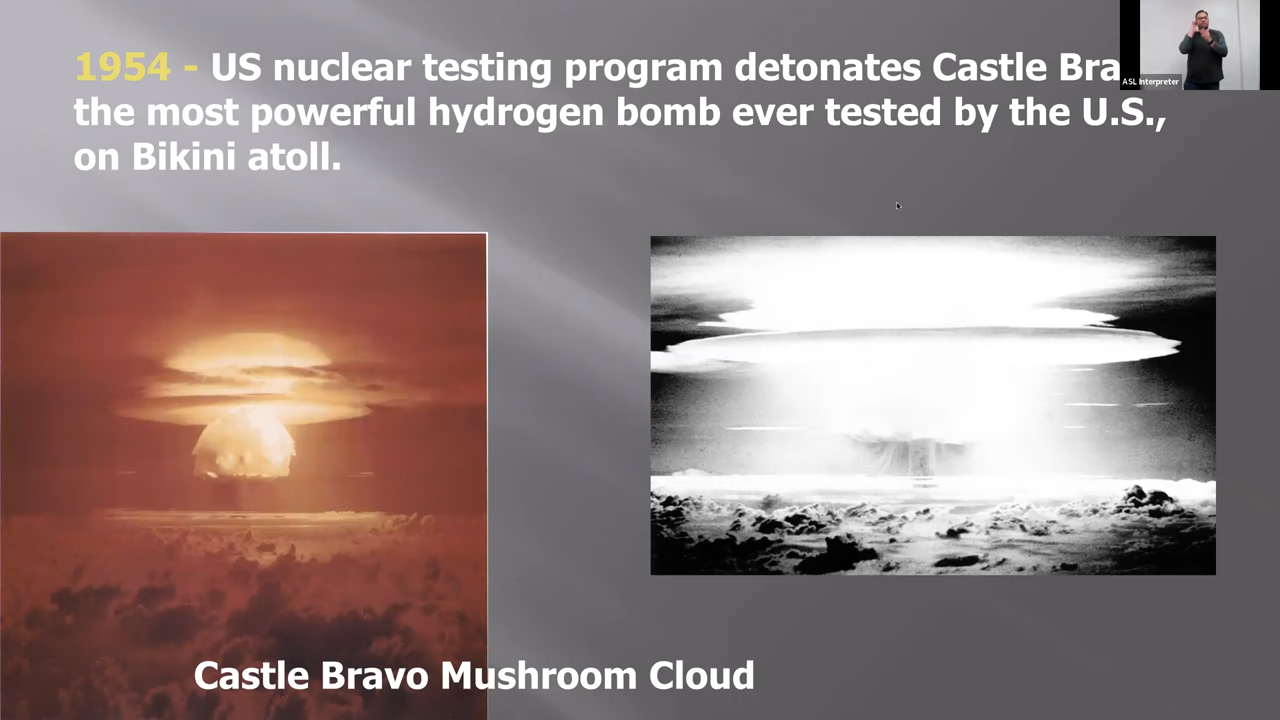 1954 - US nuclear testing program detonates Castle
the most powerful hydrogen bomb ever tested by the U.S.,
on Bikini atoll.
ASL Interpreter
Castle Bravo Mushroom Cloud